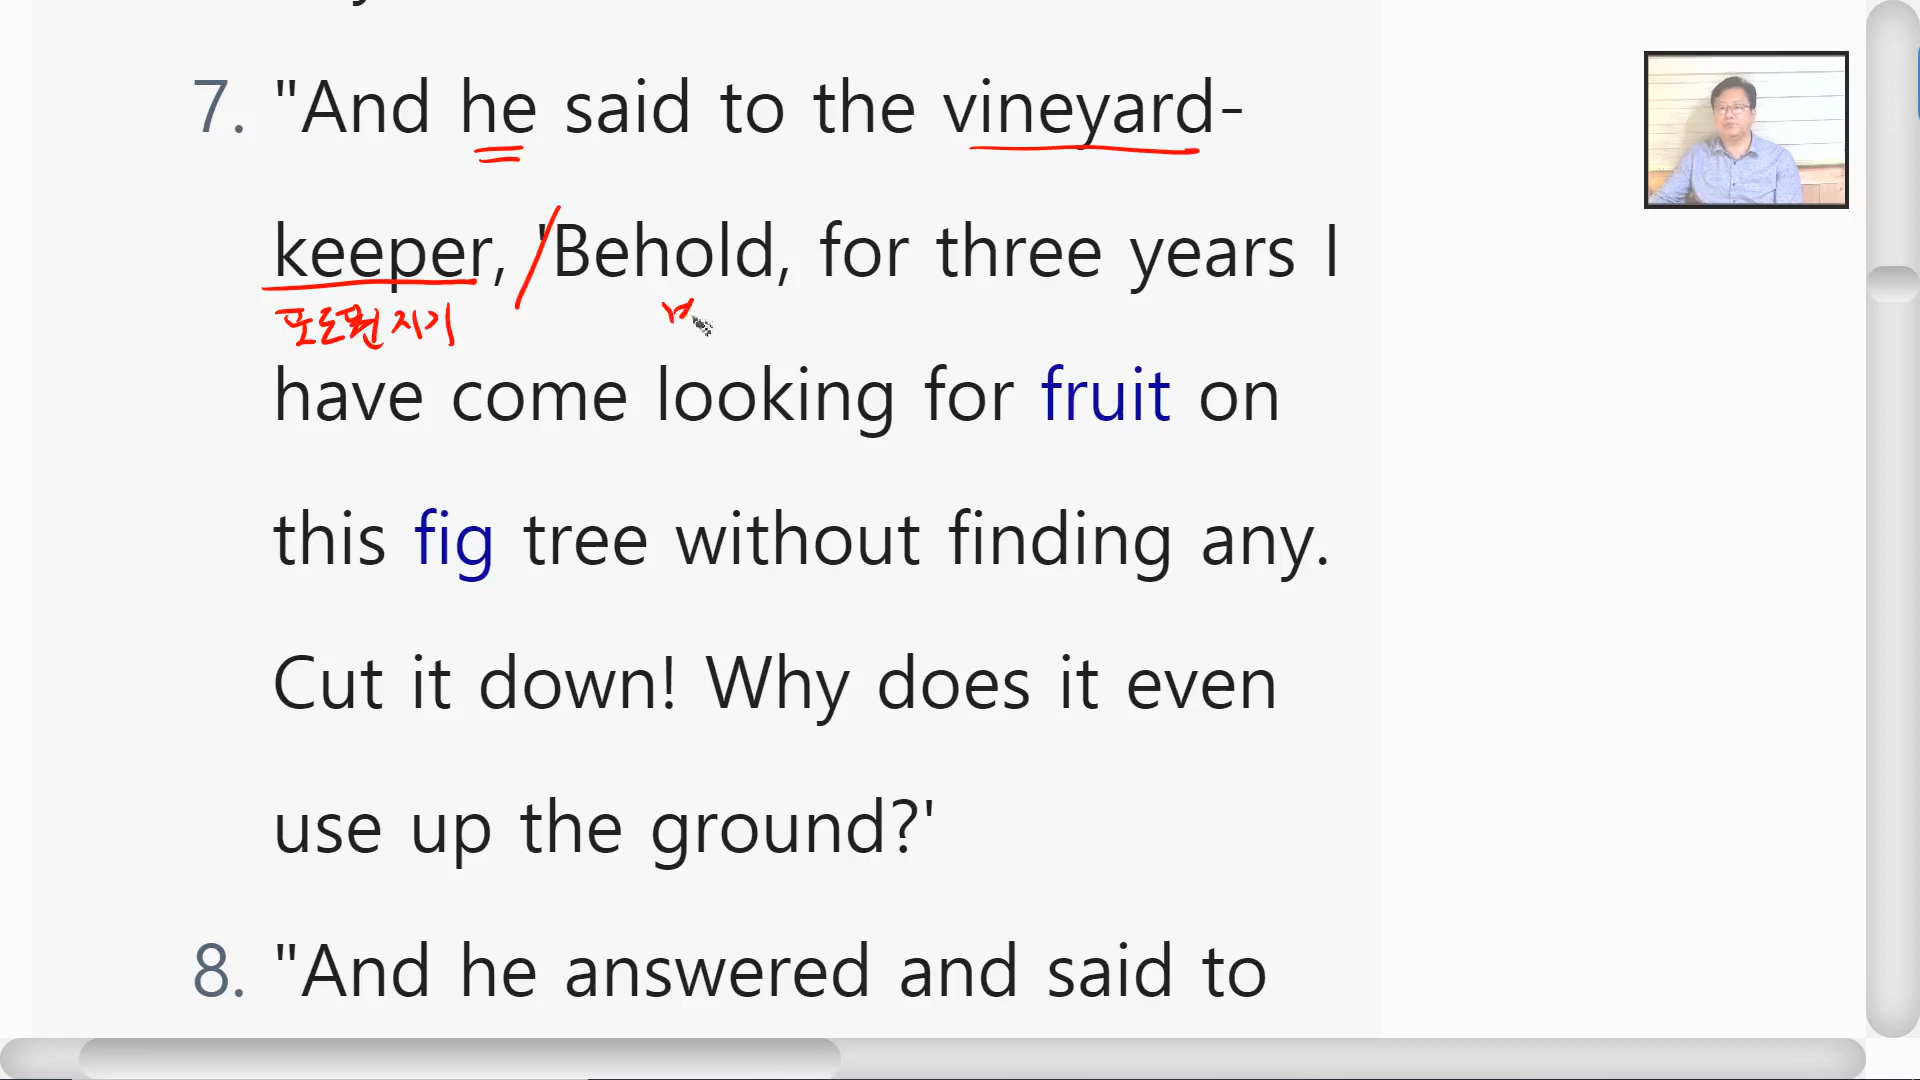 7. "And he said to the vineyard-
keeper, 'Behold, for three years I
포도원지기
have come looking for fruit on
this fig tree without finding any.
Cut it down! Why does it even
use up the ground?'
8. "And he answered and said to